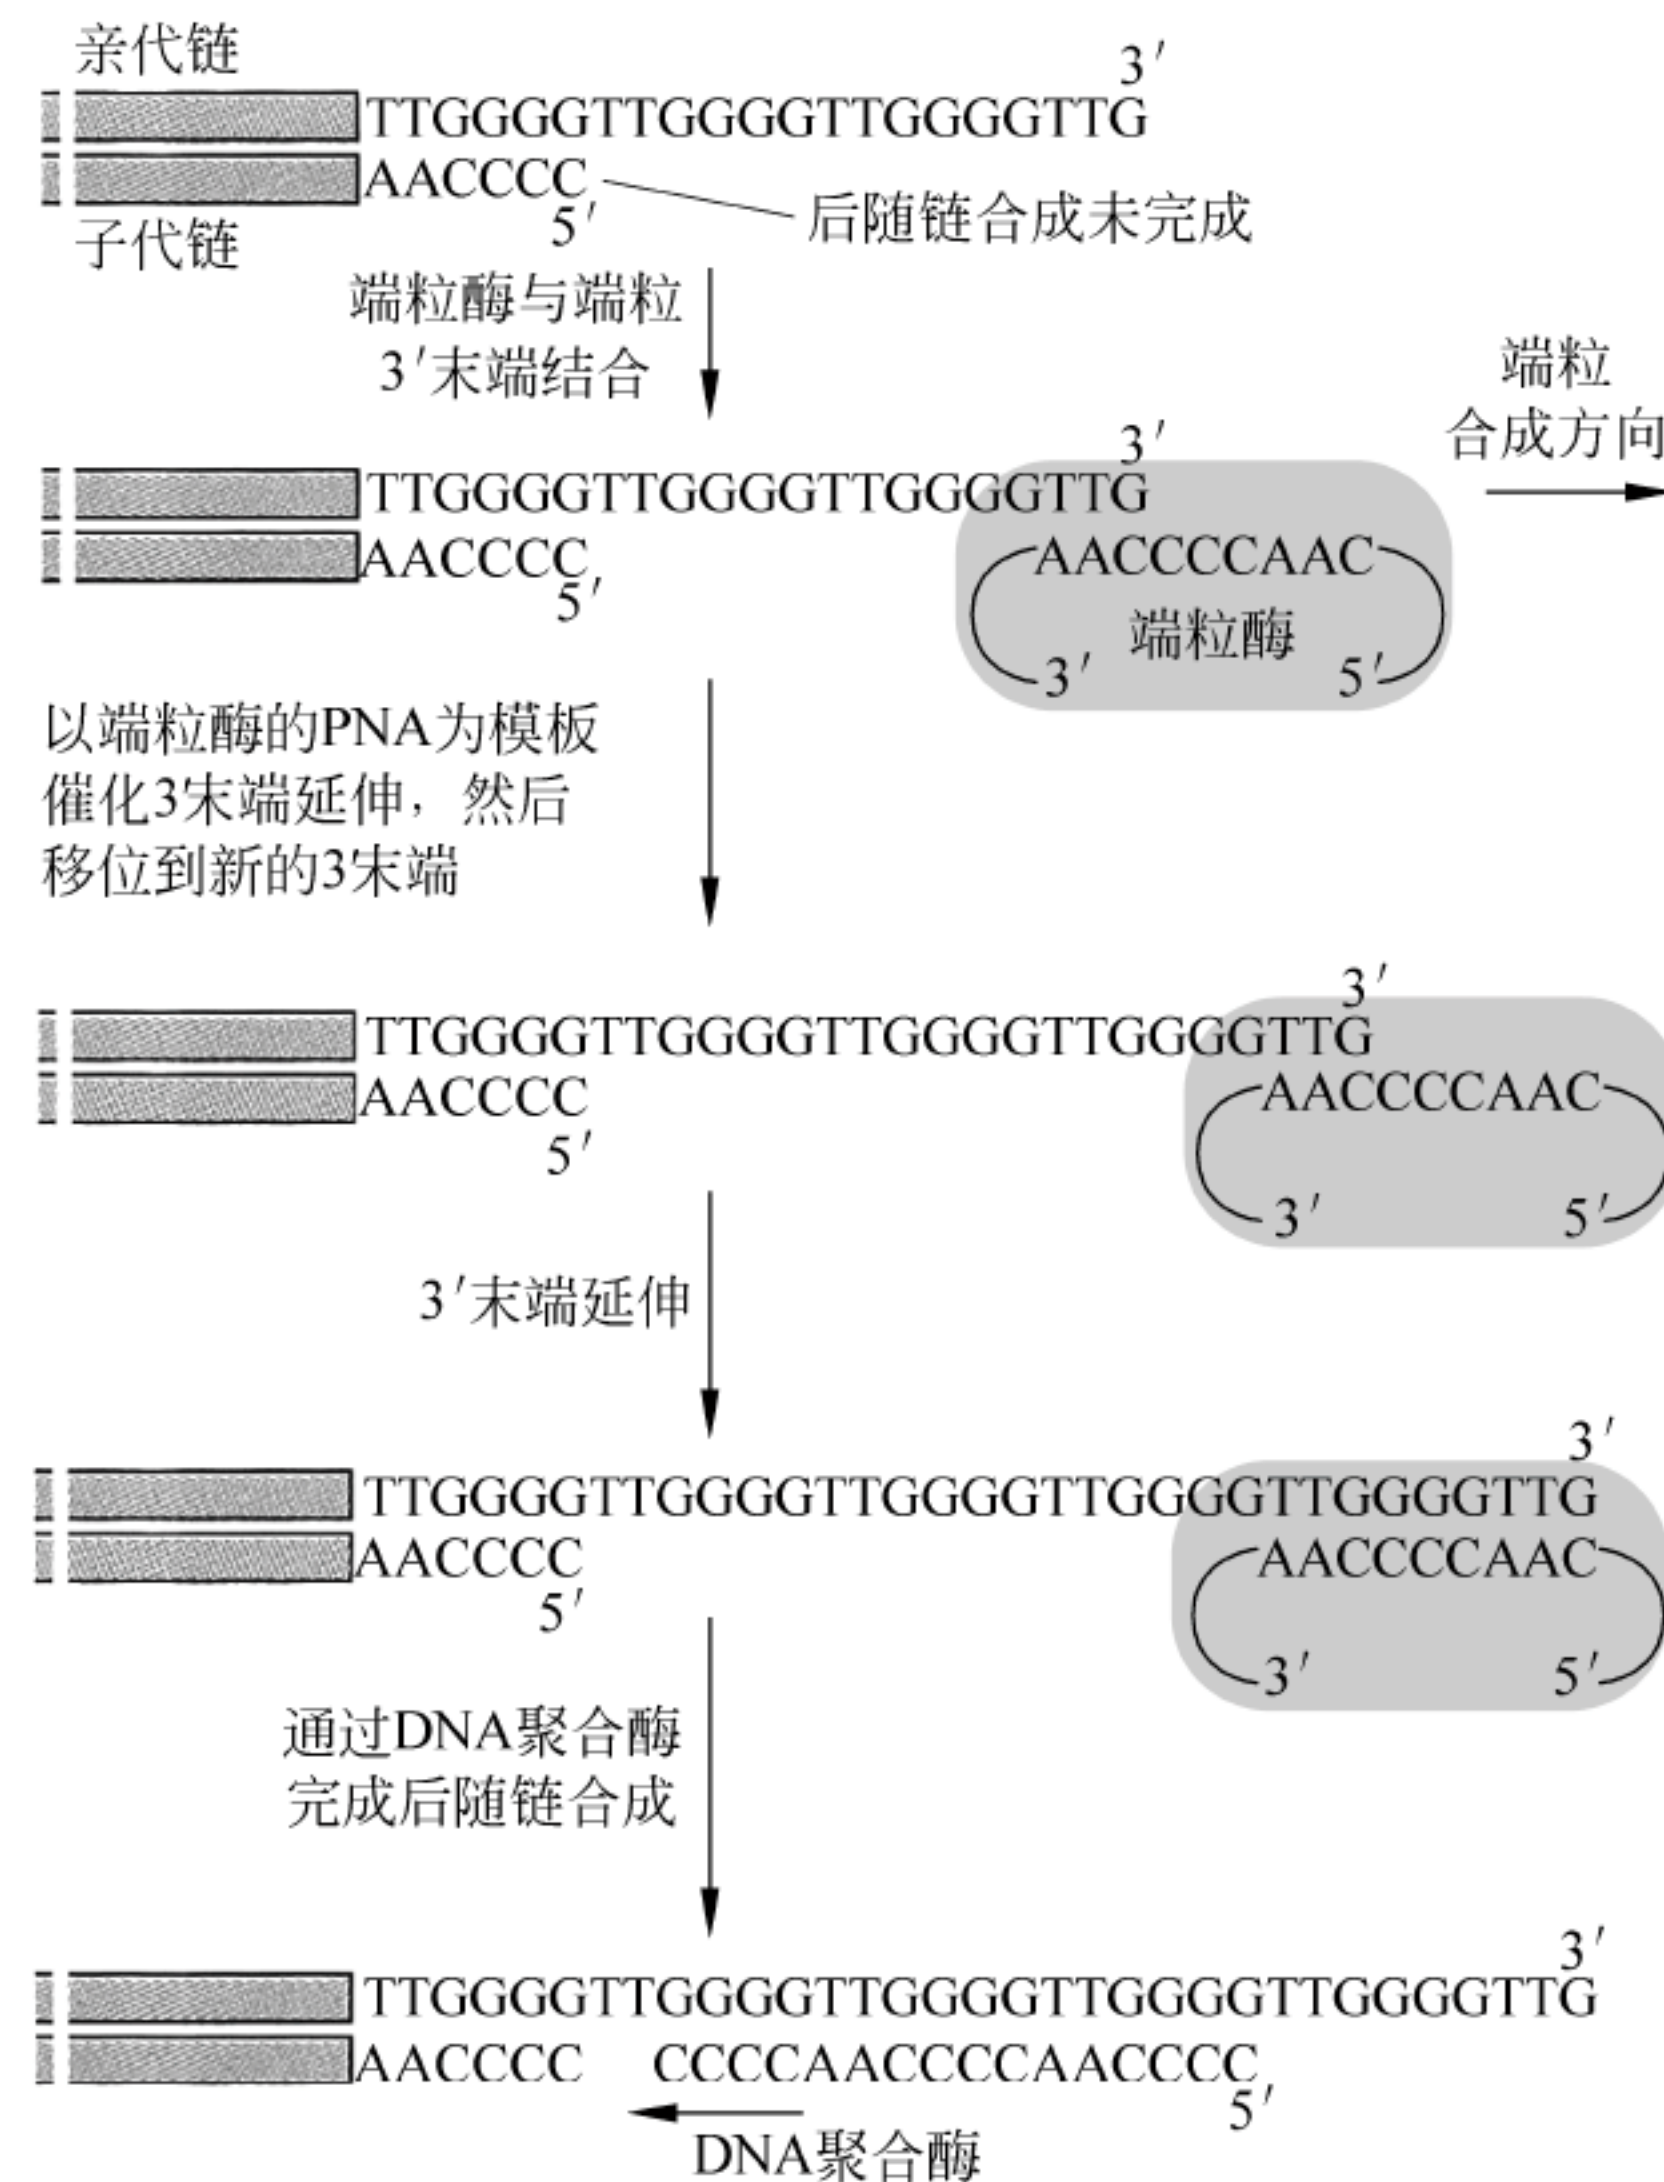 亲代链
3′
TTGGGGTTGGGGTTGGGGTTG
AACCCC
5′
后随链合成未完成
子代链
端粒酶与端粒
3′末端结合
端粒
合成方向
3′
TTGGGGTTGGGGTTGGGGTTG
AACCCC
5′
AACCCCAAC
端粒酶
3′
5′
以端粒酶的PNA为模板
催化3′末端延伸，然后
移位到新的3′末端
3′
TTGGGGTTGGGGTTGGGGTTGGGGTTG
AACCCC
5′
AACCCCAAC
3′
5′
3′末端延伸
3′
TTGGGGTTGGGGTTGGGGTTGGGGTTGGGGTTG
AACCCC
5′
AACCCCAAC
3′
5′
通过DNA聚合酶
完成后随链合成
3′
TTGGGGTTGGGGTTGGGGTTGGGGTTGGGGTTG
AACCCC CCCCAACCCCAACCCC
5′
DNA聚合酶